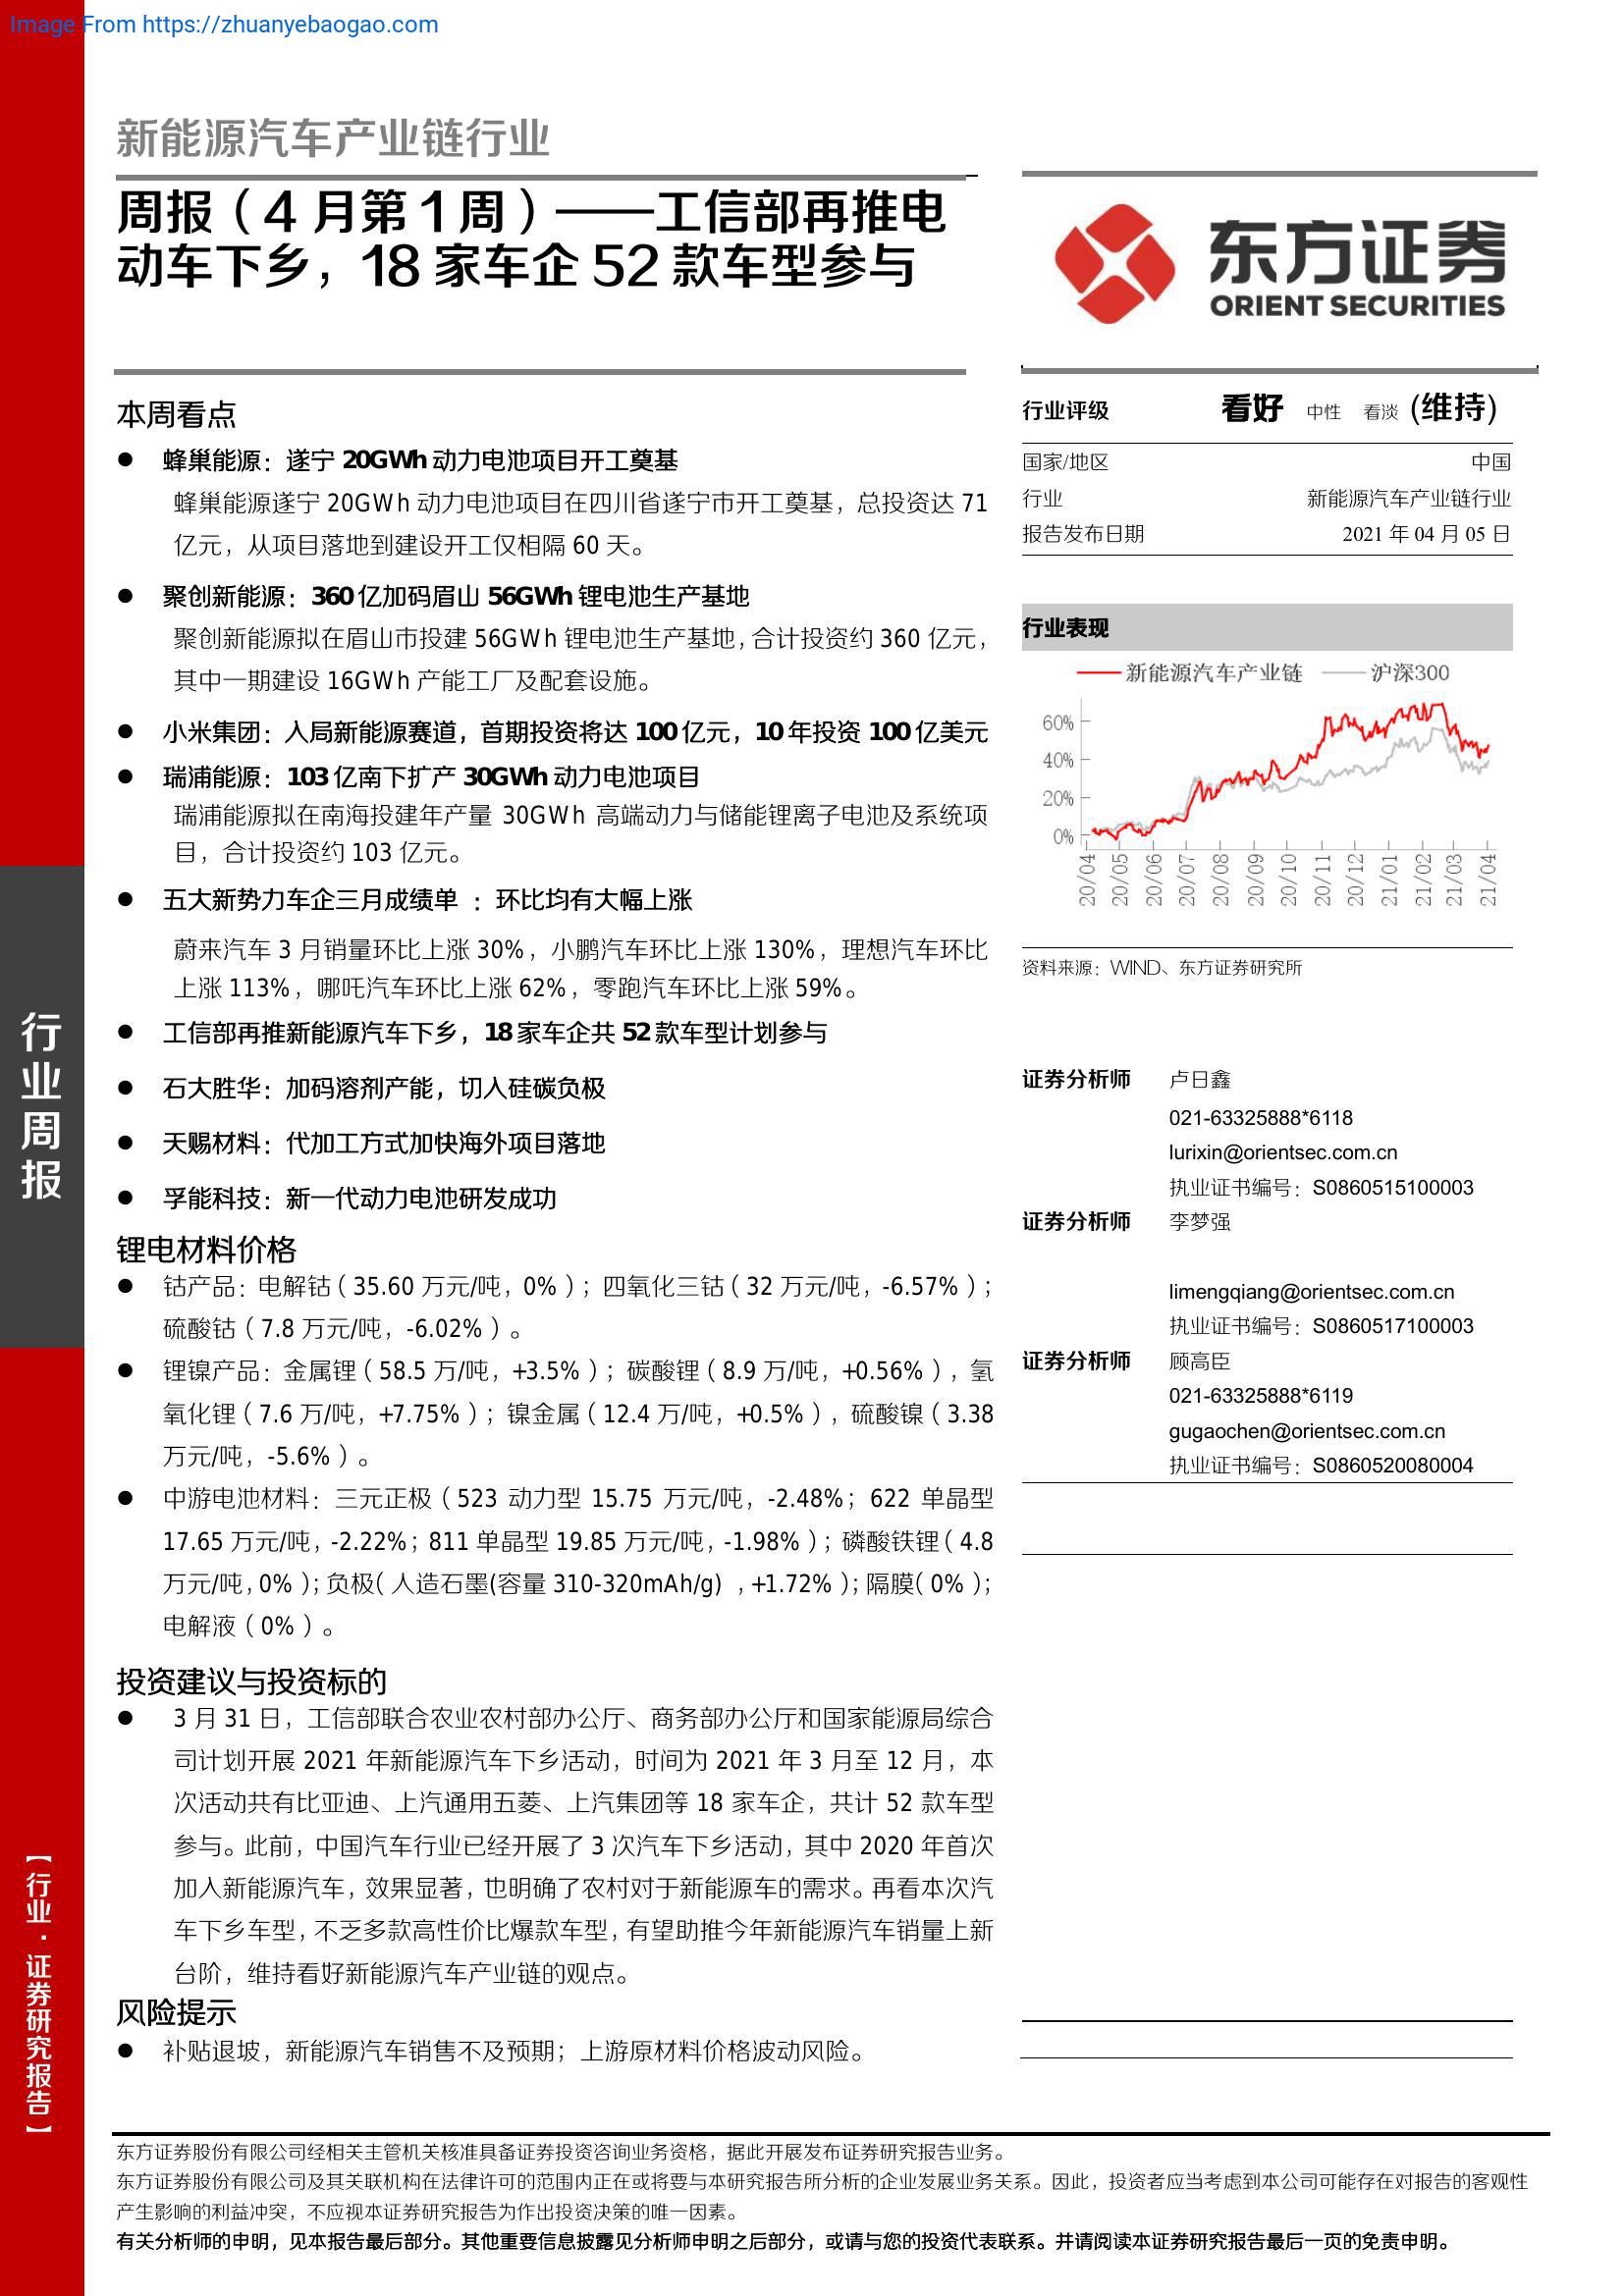 Image From https://zhuanyebaogao.com
新能源汽车产业链行业
周报（4 月第 1 周）——工信部再推电
动车下乡，18 家车企 52 款车型参与
东方证券
ORIENT SECURITIES
本周看点
● 蜂巢能源：遂宁 20GWh 动力电池项目开工奠基
蜂巢能源遂宁 20GWh 动力电池项目在四川省遂宁市开工奠基，总投资达 71
亿元，从项目落地到建设开工仅相隔 60 天。
● 聚创新能源：360 亿加码眉山 56GWh 锂电池生产基地
聚创新能源拟在眉山市投建 56GWh 锂电池生产基地，合计投资约 360 亿元，
其中一期建设 16GWh 产能工厂及配套设施。
● 小米集团：入局新能源赛道，首期投资将达 100 亿元，10 年投资 100 亿美元
● 瑞浦能源：103 亿南下扩产 30GWh 动力电池项目
瑞浦能源拟在南海投建年产量 30GWh 高端动力与储能锂离子电池及系统项
目，合计投资约 103 亿元。
● 五大新势力车企三月成绩单 ：环比均有大幅上涨
蔚来汽车 3 月销量环比上涨 30%，小鹏汽车环比上涨 130%，理想汽车环比
上涨 113%，哪吒汽车环比上涨 62%，零跑汽车环比上涨 59%。
● 工信部再推新能源汽车下乡，18 家车企共 52 款车型计划参与
● 石大胜华：加码溶剂产能，切入硅碳负极
● 天赐材料：代加工方式加快海外项目落地
● 孚能科技：新一代动力电池研发成功
锂电材料价格
● 钴产品：电解钴（35.60 万元/吨，0%）；四氧化三钴（32 万元/吨，-6.57%）；
硫酸钴（7.8 万元/吨，-6.02%）。
● 锂镍产品：金属锂（58.5 万/吨，+3.5%）；碳酸锂（8.9 万/吨，+0.56%），氢
氧化锂（7.6 万/吨，+7.75%）；镍金属（12.4 万/吨，+0.5%），硫酸镍（3.38
万元/吨，-5.6%）。
● 中游电池材料：三元正极（523 动力型 15.75 万元/吨，-2.48%；622 单晶型
17.65 万元/吨，-2.22%；811 单晶型 19.85 万元/吨，-1.98%）；磷酸铁锂（4.8
万元/吨，0%）；负极（人造石墨(容量 310-320mAh/g) ，+1.72%）；隔膜（0%）；
电解液（0%）。
投资建议与投资标的
● 3 月 31 日，工信部联合农业农村部办公厅、商务部办公厅和国家能源局综合
司计划开展 2021 年新能源汽车下乡活动，时间为 2021 年 3 月至 12 月，本
次活动共有比亚迪、上汽通用五菱、上汽集团等 18 家车企，共计 52 款车型
参与。此前，中国汽车行业已经开展了 3 次汽车下乡活动，其中 2020 年首次
加入新能源汽车，效果显著，也明确了农村对于新能源车的需求。再看本次汽
车下乡车型，不乏多款高性价比爆款车型，有望助推今年新能源汽车销量上新
台阶，维持看好新能源汽车产业链的观点。
风险提示
● 补贴退坡，新能源汽车销售不及预期；上游原材料价格波动风险。
行业评级 看好 中性 看淡 (维持)
国家/地区 中国
行业 新能源汽车产业链行业
报告发布日期 2021 年 04 月 05 日
行业表现
新能源汽车产业链 沪深300
60%
40%
20%
0%
20/04 20/05 20/06 20/07 20/08 20/09 20/10 20/11 20/12 21/01 21/02 21/03 21/04
资料来源：WIND、东方证券研究所
证券分析师 卢日鑫
021-63325888*6118
lurixin@orientsec.com.cn
执业证书编号：S0860515100003
证券分析师 李梦强
limengqiang@orientsec.com.cn
执业证书编号：S0860517100003
证券分析师 顾高臣
021-63325888*6119
gugaochen@orientsec.com.cn
执业证书编号：S0860520080004
行业周报
【行业·证券研究报告】
东方证券股份有限公司经相关主管机关核准具备证券投资咨询业务资格，据此开展发布证券研究报告业务。
东方证券股份有限公司及其关联机构在法律许可的范围内正在或将要与本研究报告所分析的企业发展业务关系。因此，投资者应当考虑到本公司可能存在对报告的客观性
产生影响的利益冲突，不应视本证券研究报告为作出投资决策的唯一因素。
有关分析师的申明，见本报告最后部分。其他重要信息披露见分析师申明之后部分，或请与您的投资代表联系。并请阅读本证券研究报告最后一页的免责申明。